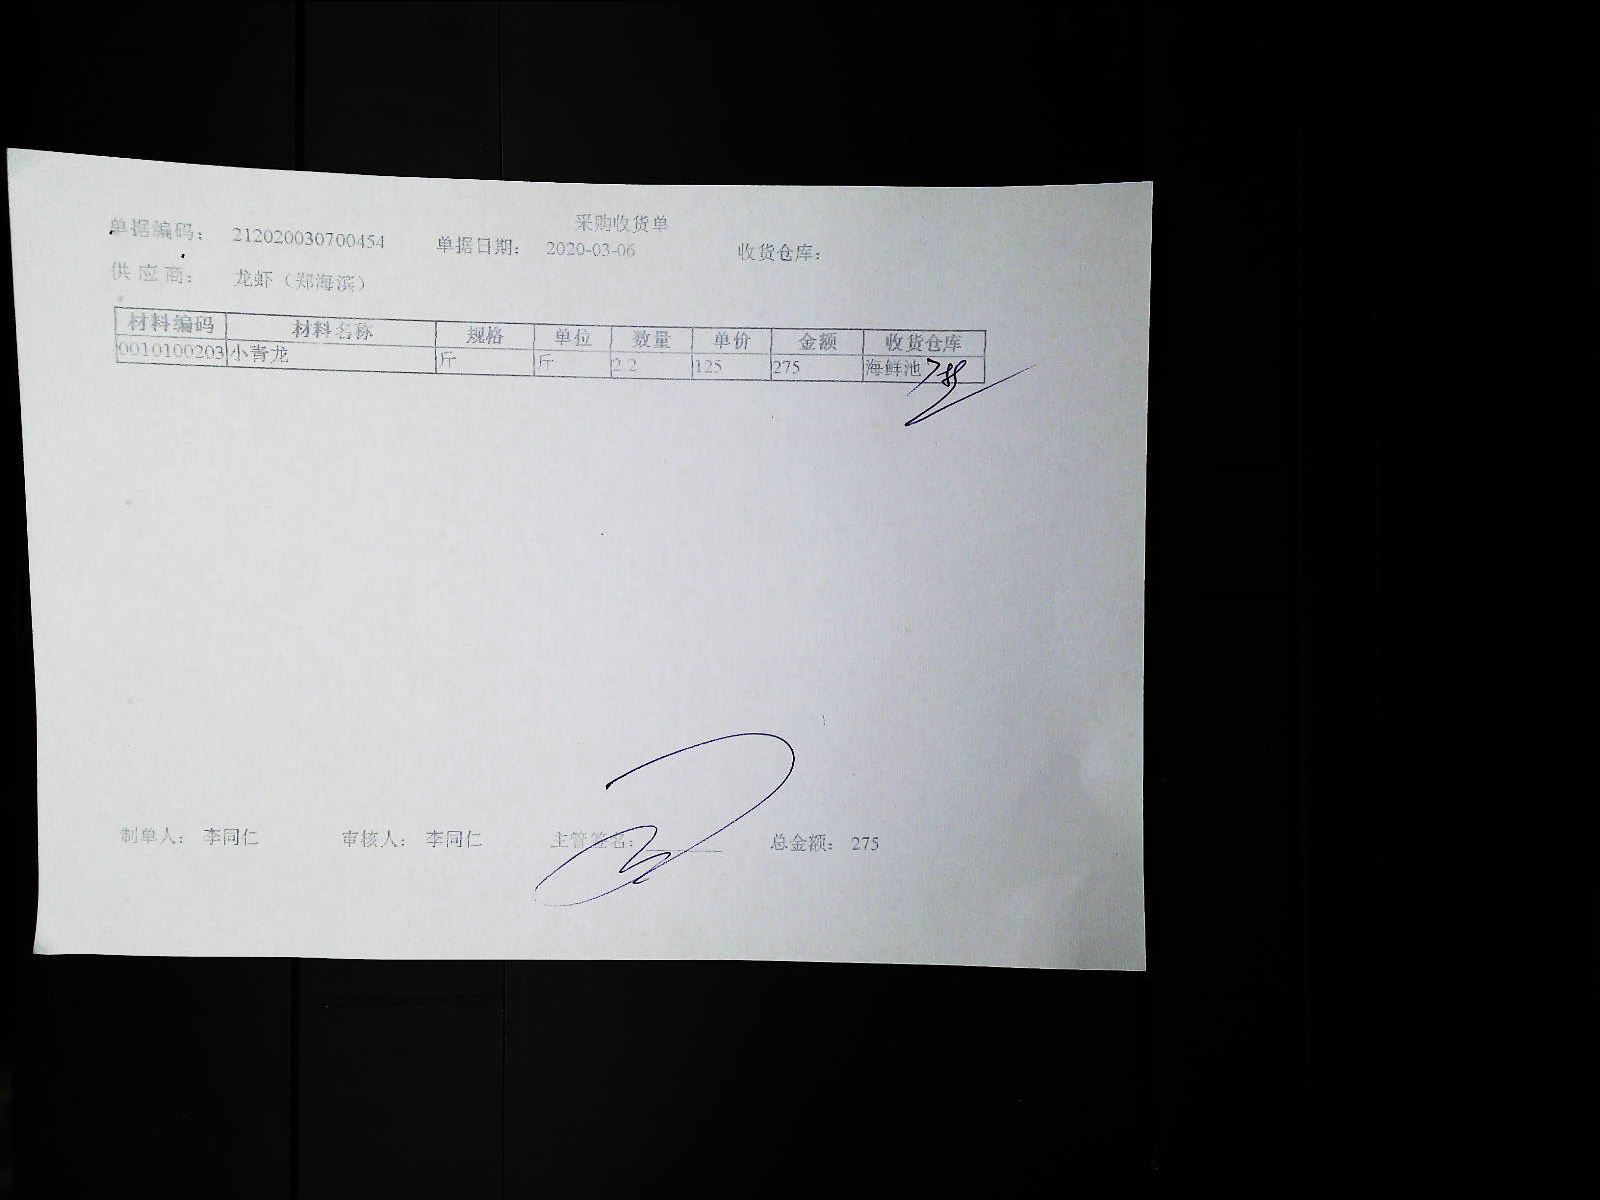 采购收货单
单据编码： 212020030700454 单据日期： 2020-03-06 收货仓库：
供应商： 龙虾（郑海滨）
材料编码 材料名称 规格 单位 数量 单价 金额 收货仓库
0010100203 小青龙 斤 斤 2.2 125 275 海鲜池
制单人： 李同仁 审核人： 李同仁 主管签名： 总金额： 275